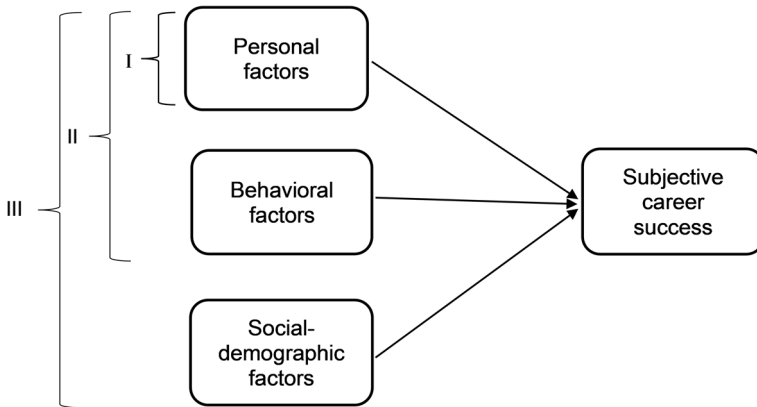 I
Personal
factors
II
Behavioral
factors
Subjective
career
success
III
Social-
demographic
factors